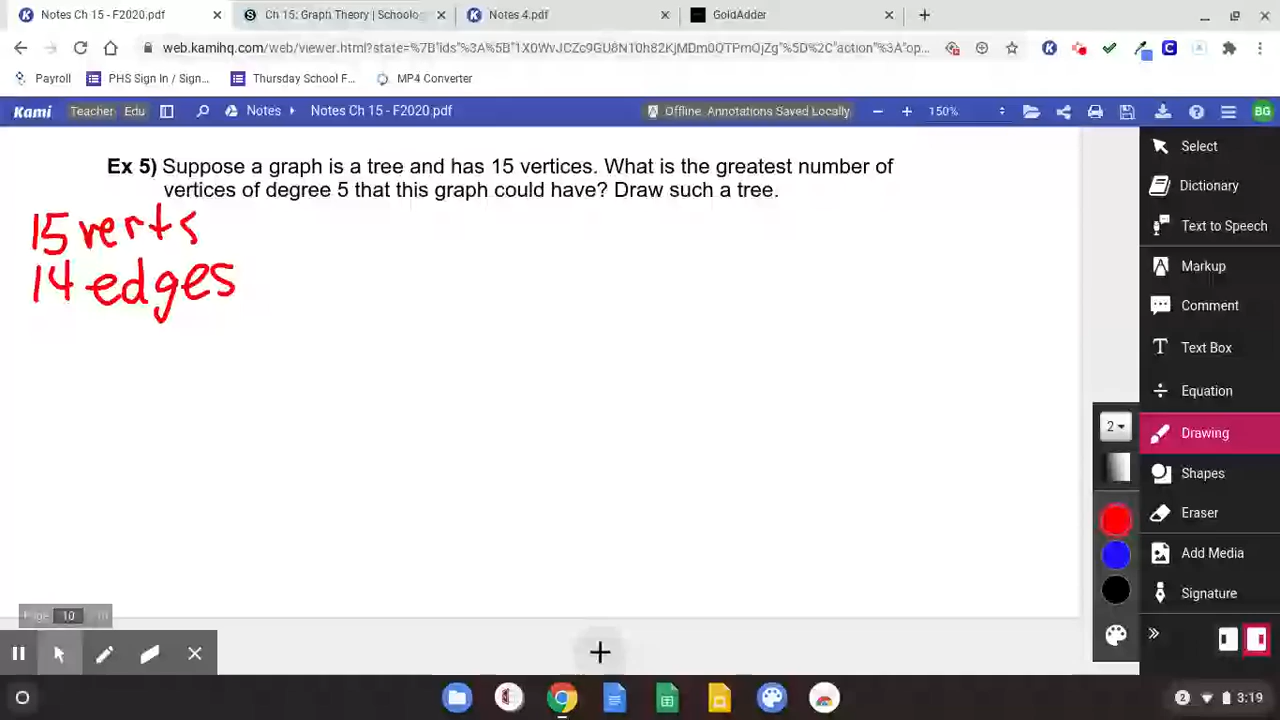 Notes Ch 15 - F2020.pdf
Ch 15: Graph Theory | Schoolog
Notes 4.pdf
GoldAdder
web.kamihq.com/web/viewer.html?state=%7B"ids"%3A%5B"1X0WvJCZc9GU8N10h82KjMDm0QTPmOjZg"%5D%2C"action"%3A"op...
Payroll
PHS Sign In / Sign...
Thursday School F...
MP4 Converter
Kami
Teacher
Edu
Notes
Notes Ch 15 - F2020.pdf
Offline. Annotations Saved Locally
150%
BG
Ex 5) Suppose a graph is a tree and has 15 vertices. What is the greatest number of
vertices of degree 5 that this graph could have? Draw such a tree.
15 verts
14 edges
Select
Dictionary
Text to Speech
Markup
Comment
Text Box
Equation
Drawing
Shapes
Eraser
Add Media
Signature
2
Page 10 10
2
3:19